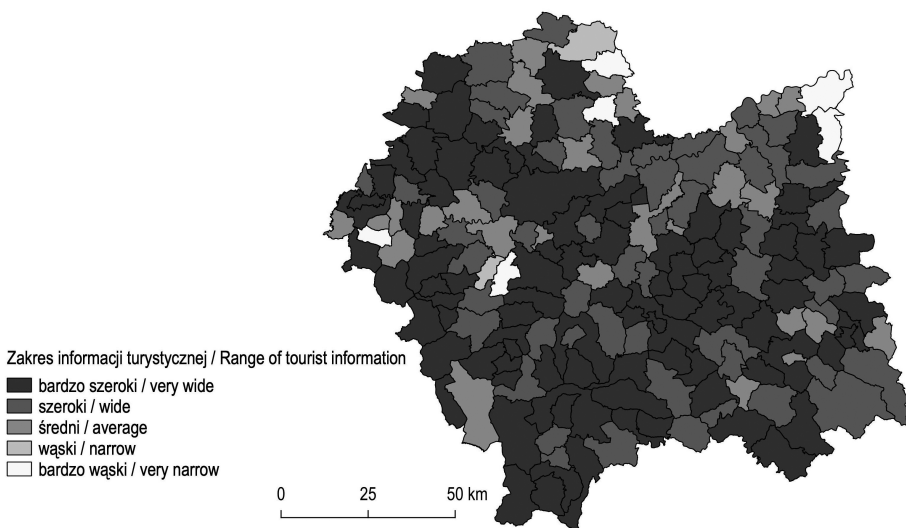 Zakres informacji turystycznej / Range of tourist information
bardzo szeroki / very wide
szeroki / wide
średni / average
wąski / narrow
bardzo wąski / very narrow
0 25 50 km